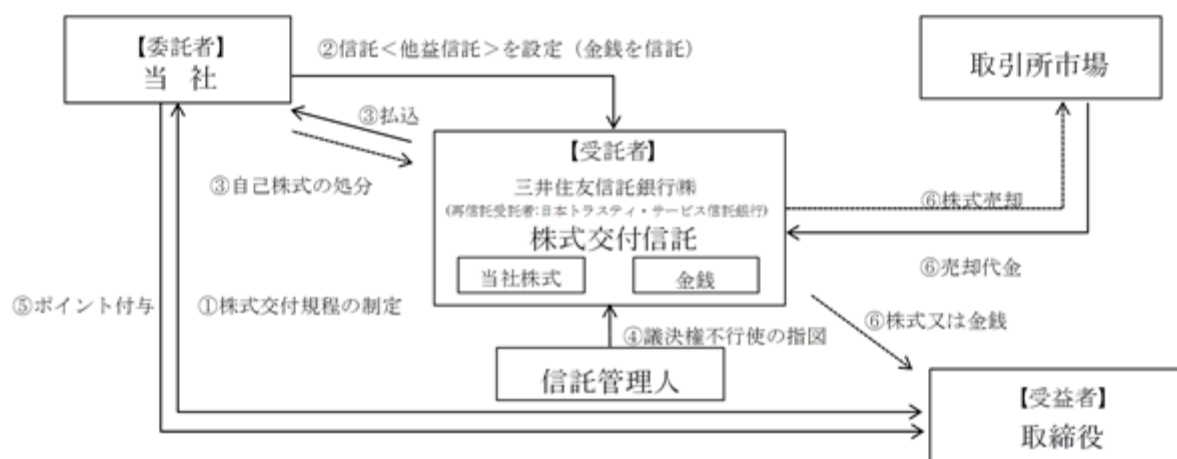 【委託者】
当 社
②信託<他益信託>を設定（金銭を信託）
取引所市場
③払込
③自己株式の処分
【受託者】
三井住友信託銀行㈱
(再信託受託者:日本トラスティ・サービス信託銀行)
株式交付信託
当社株式
金銭
⑥株式売却
⑥売却代金
⑤ポイント付与
①株式交付規程の制定
④議決権不行使の指図
⑥株式又は金銭
信託管理人
【受益者】
取締役